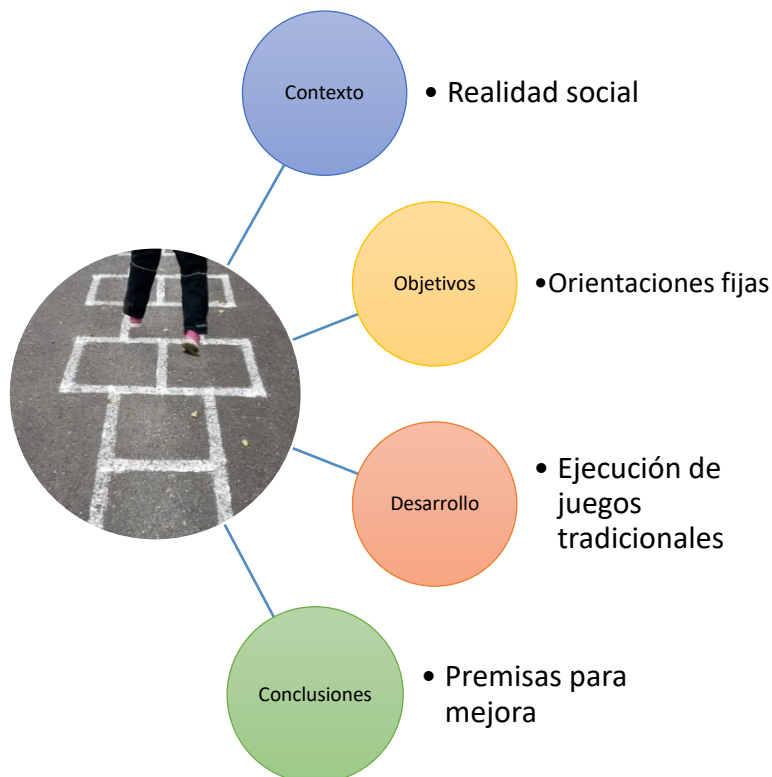 Contexto
• Realidad social
Objetivos
•Orientaciones fijas
Desarrollo
• Ejecución de
juegos
tradicionales
Conclusiones
• Premisas para
mejora